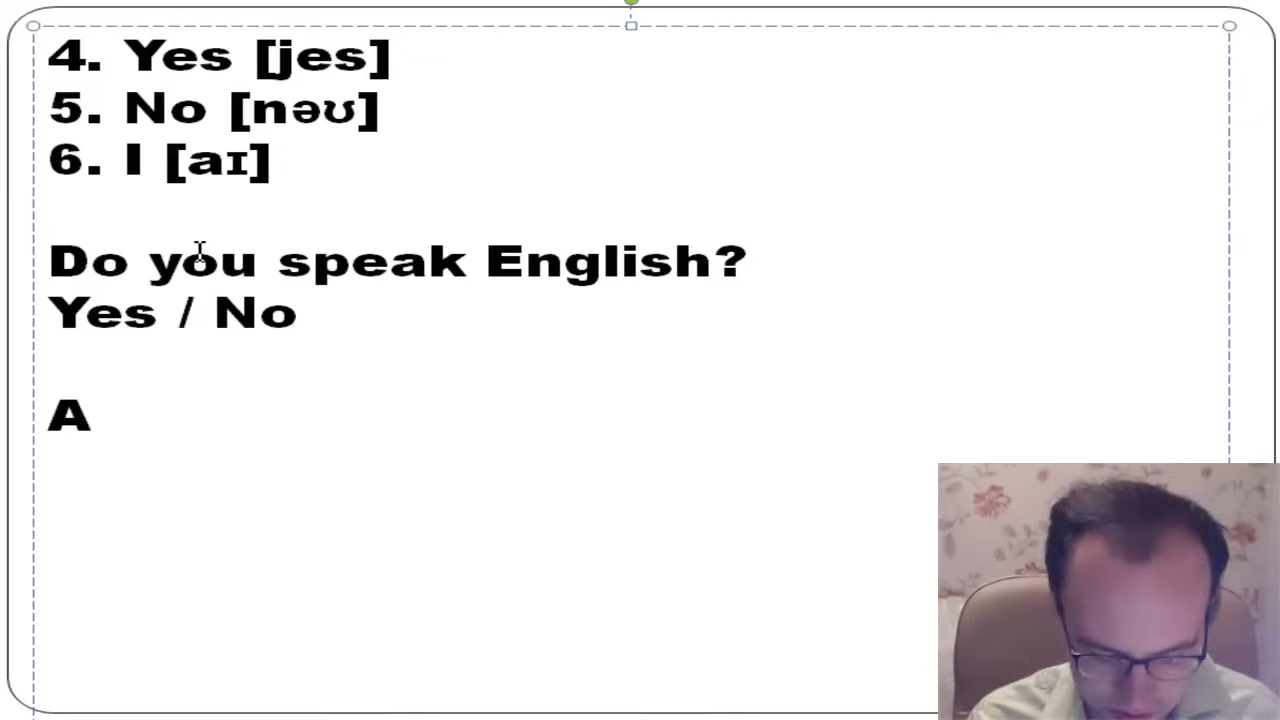 4. Yes [jes]
5. No [nəʊ]
6. I [aɪ]
Do you speak English?
Yes / No
A